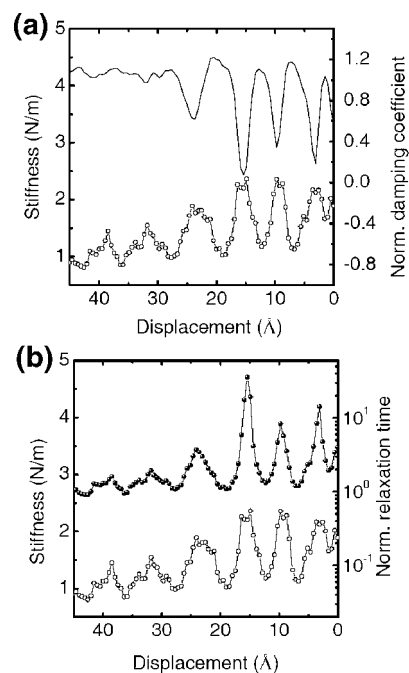 (a)
5
4
3
2
1
Stiffness (N/m)
1.2
0.8
0.4
0.0
-0.4
-0.8
Norm. damping coefficient
40 30 20 10 0
Displacement (Å)
(b)
5
4
3
2
1
Stiffness (N/m)
10¹
10⁰
10⁻¹
Norm. relaxation time
40 30 20 10 0
Displacement (Å)